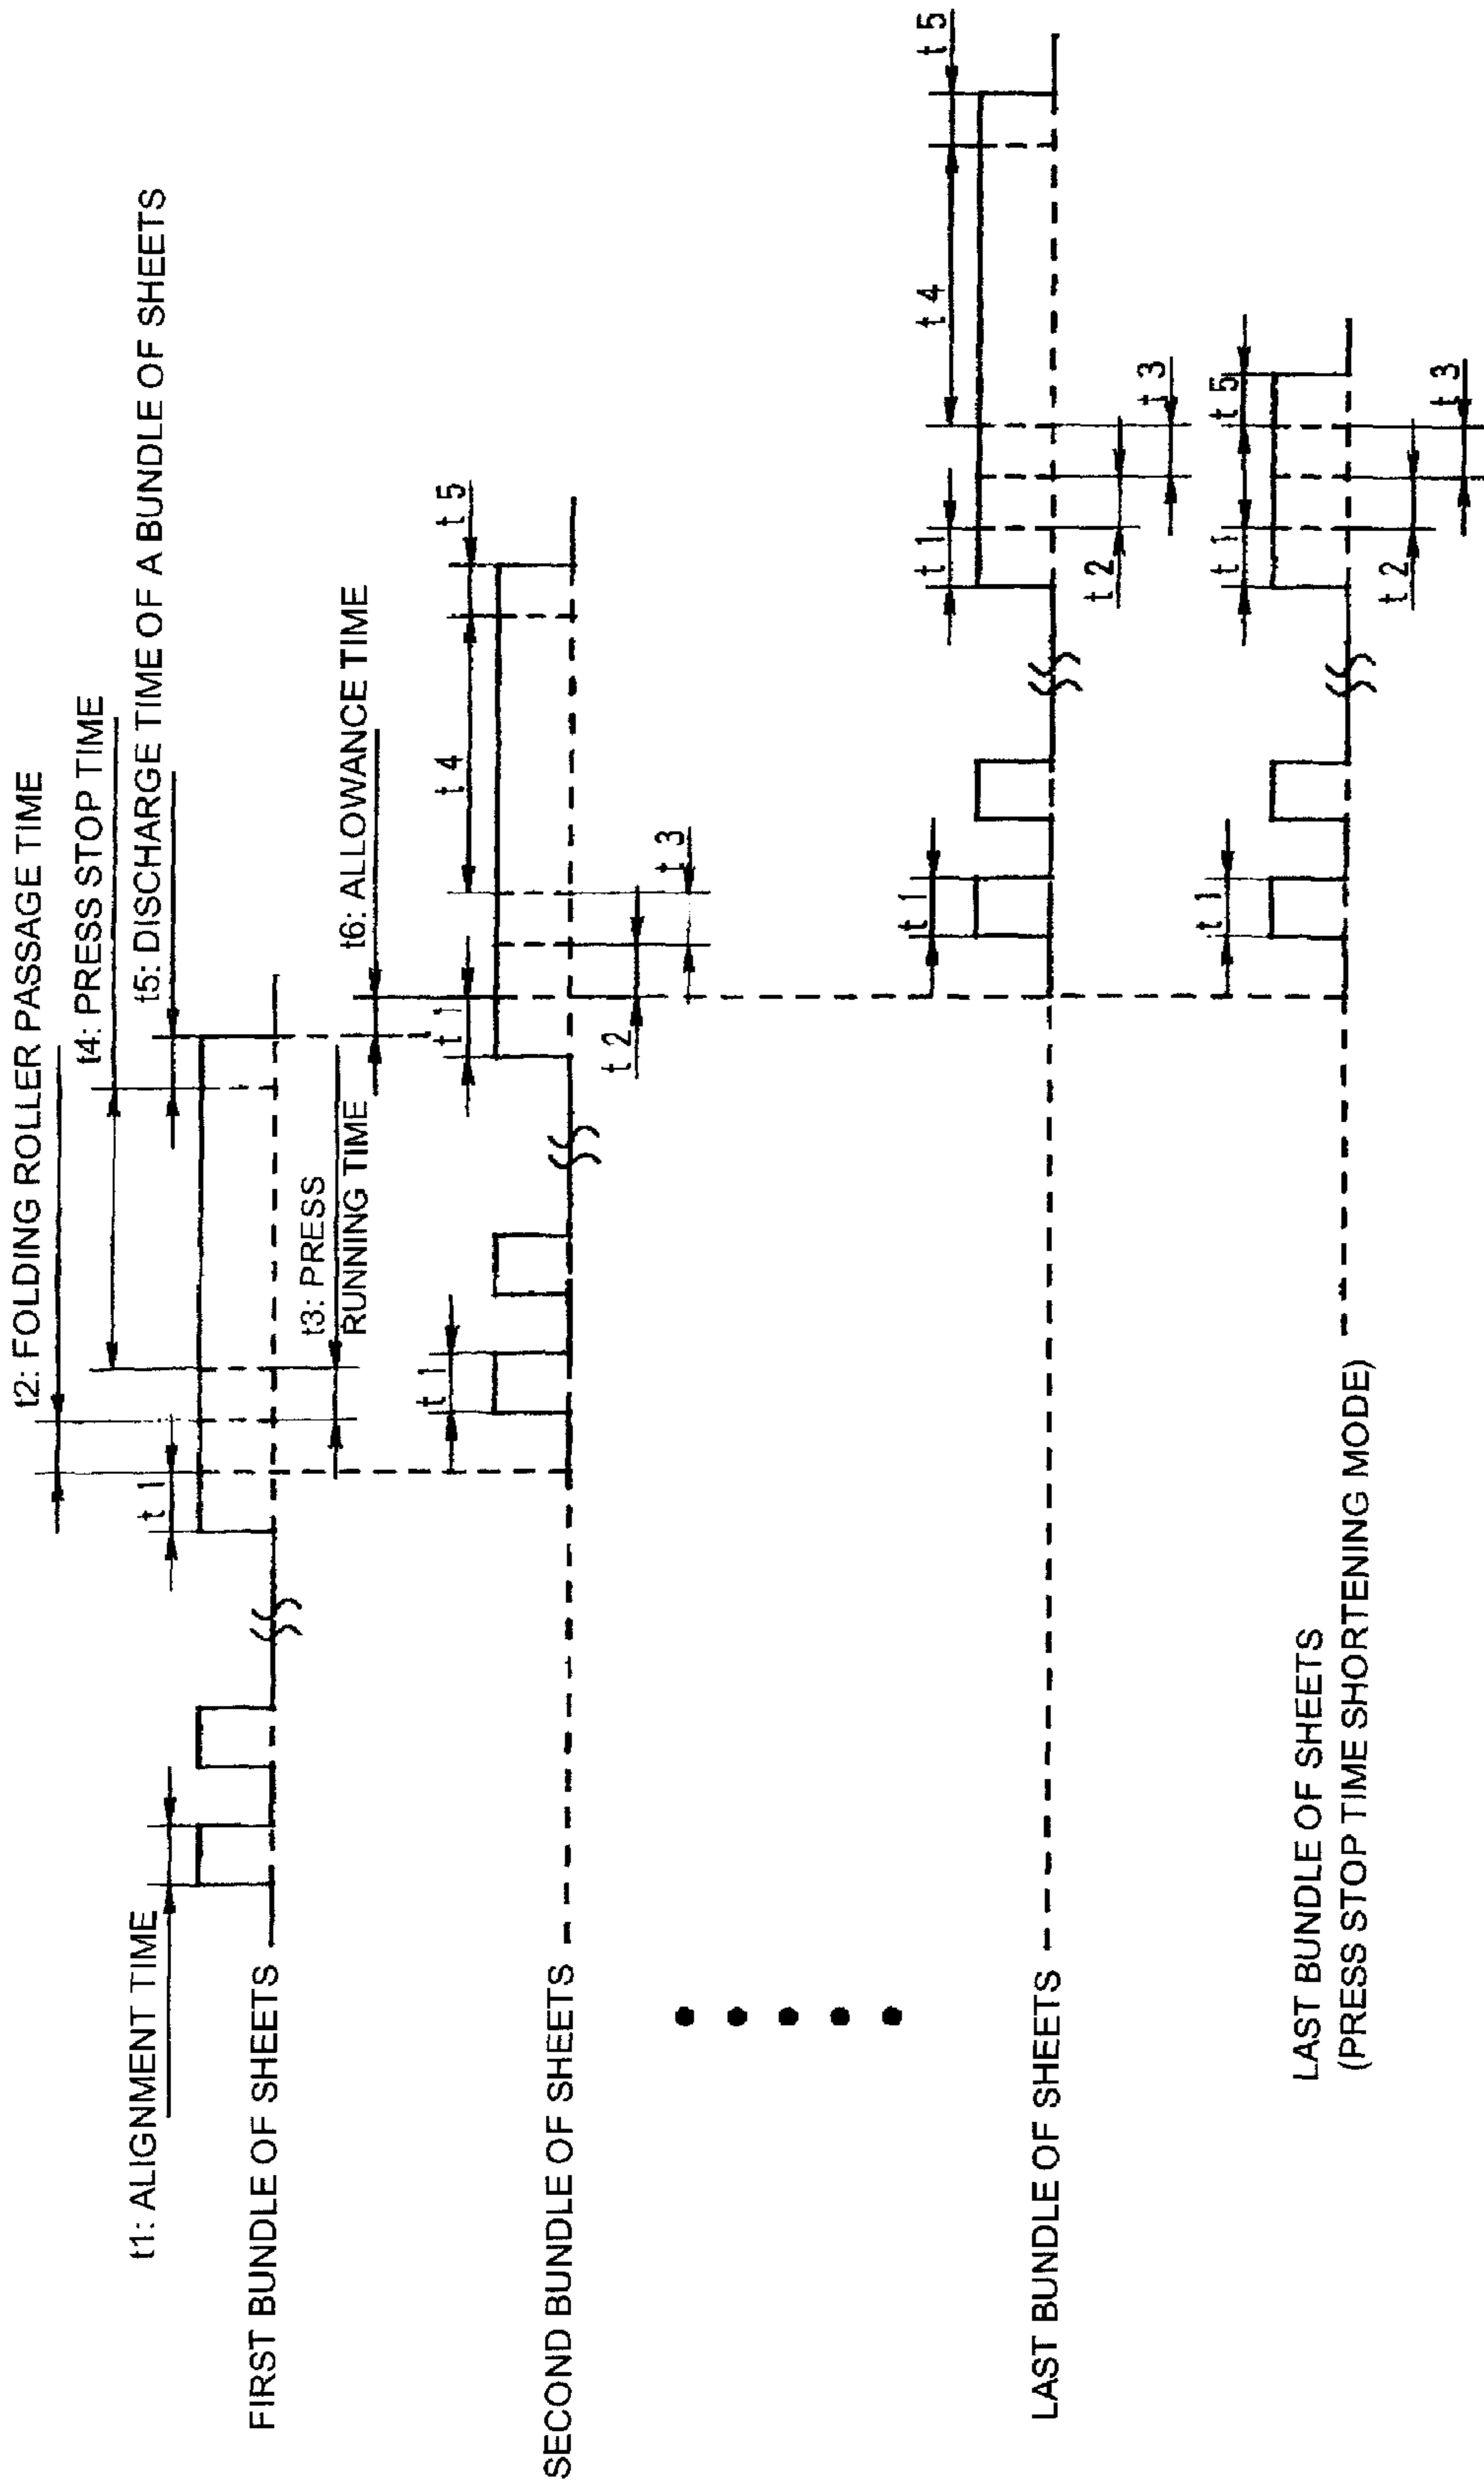 t2: FOLDING ROLLER PASSAGE TIME
t4: PRESS STOP TIME
t5: DISCHARGE TIME OF A BUNDLE OF SHEETS
t1: ALIGNMENT TIME
t1
FIRST BUNDLE OF SHEETS
t3: PRESS
RUNNING TIME
t6: ALLOWANCE TIME
t1
t1
t4
t5
SECOND BUNDLE OF SHEETS
t2
t3
t1
t1
t4
t5
LAST BUNDLE OF SHEETS
t2
t3
t1
t1
t5
LAST BUNDLE OF SHEETS
(PRESS STOP TIME SHORTENING MODE)
t2
t3